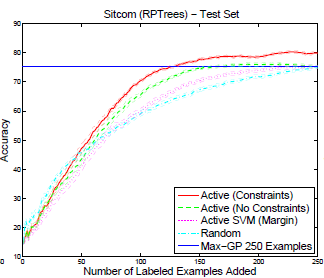 Sitcom (RPTrees) − Test Set
Accuracy
90
80
70
60
50
40
30
20
10
0
0
50
100
150
200
250
Active (Constraints)
Active (No Constraints)
Active SVM (Margin)
Random
Max−GP 250 Examples
Number of Labeled Examples Added